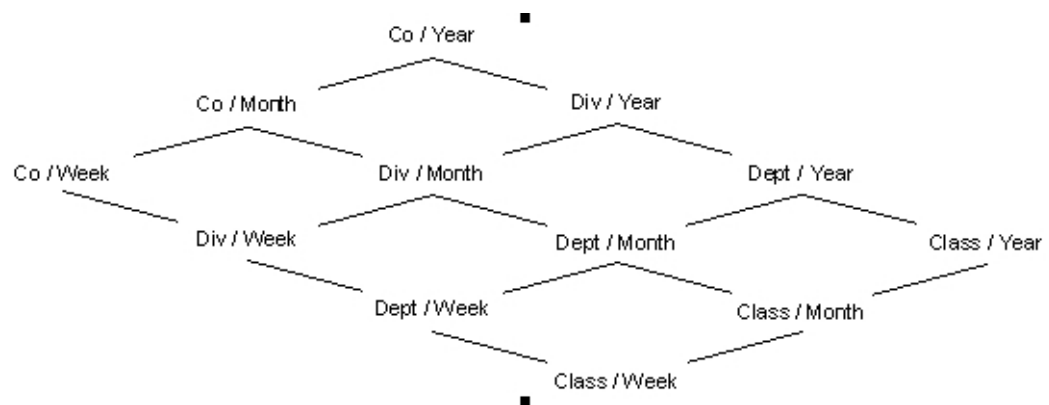 Co / Year
Co / Month
Div / Year
Co / Week
Div / Month
Dept / Year
Div / Week
Dept / Month
Class / Year
Dept / Week
Class / Month
Class / Week